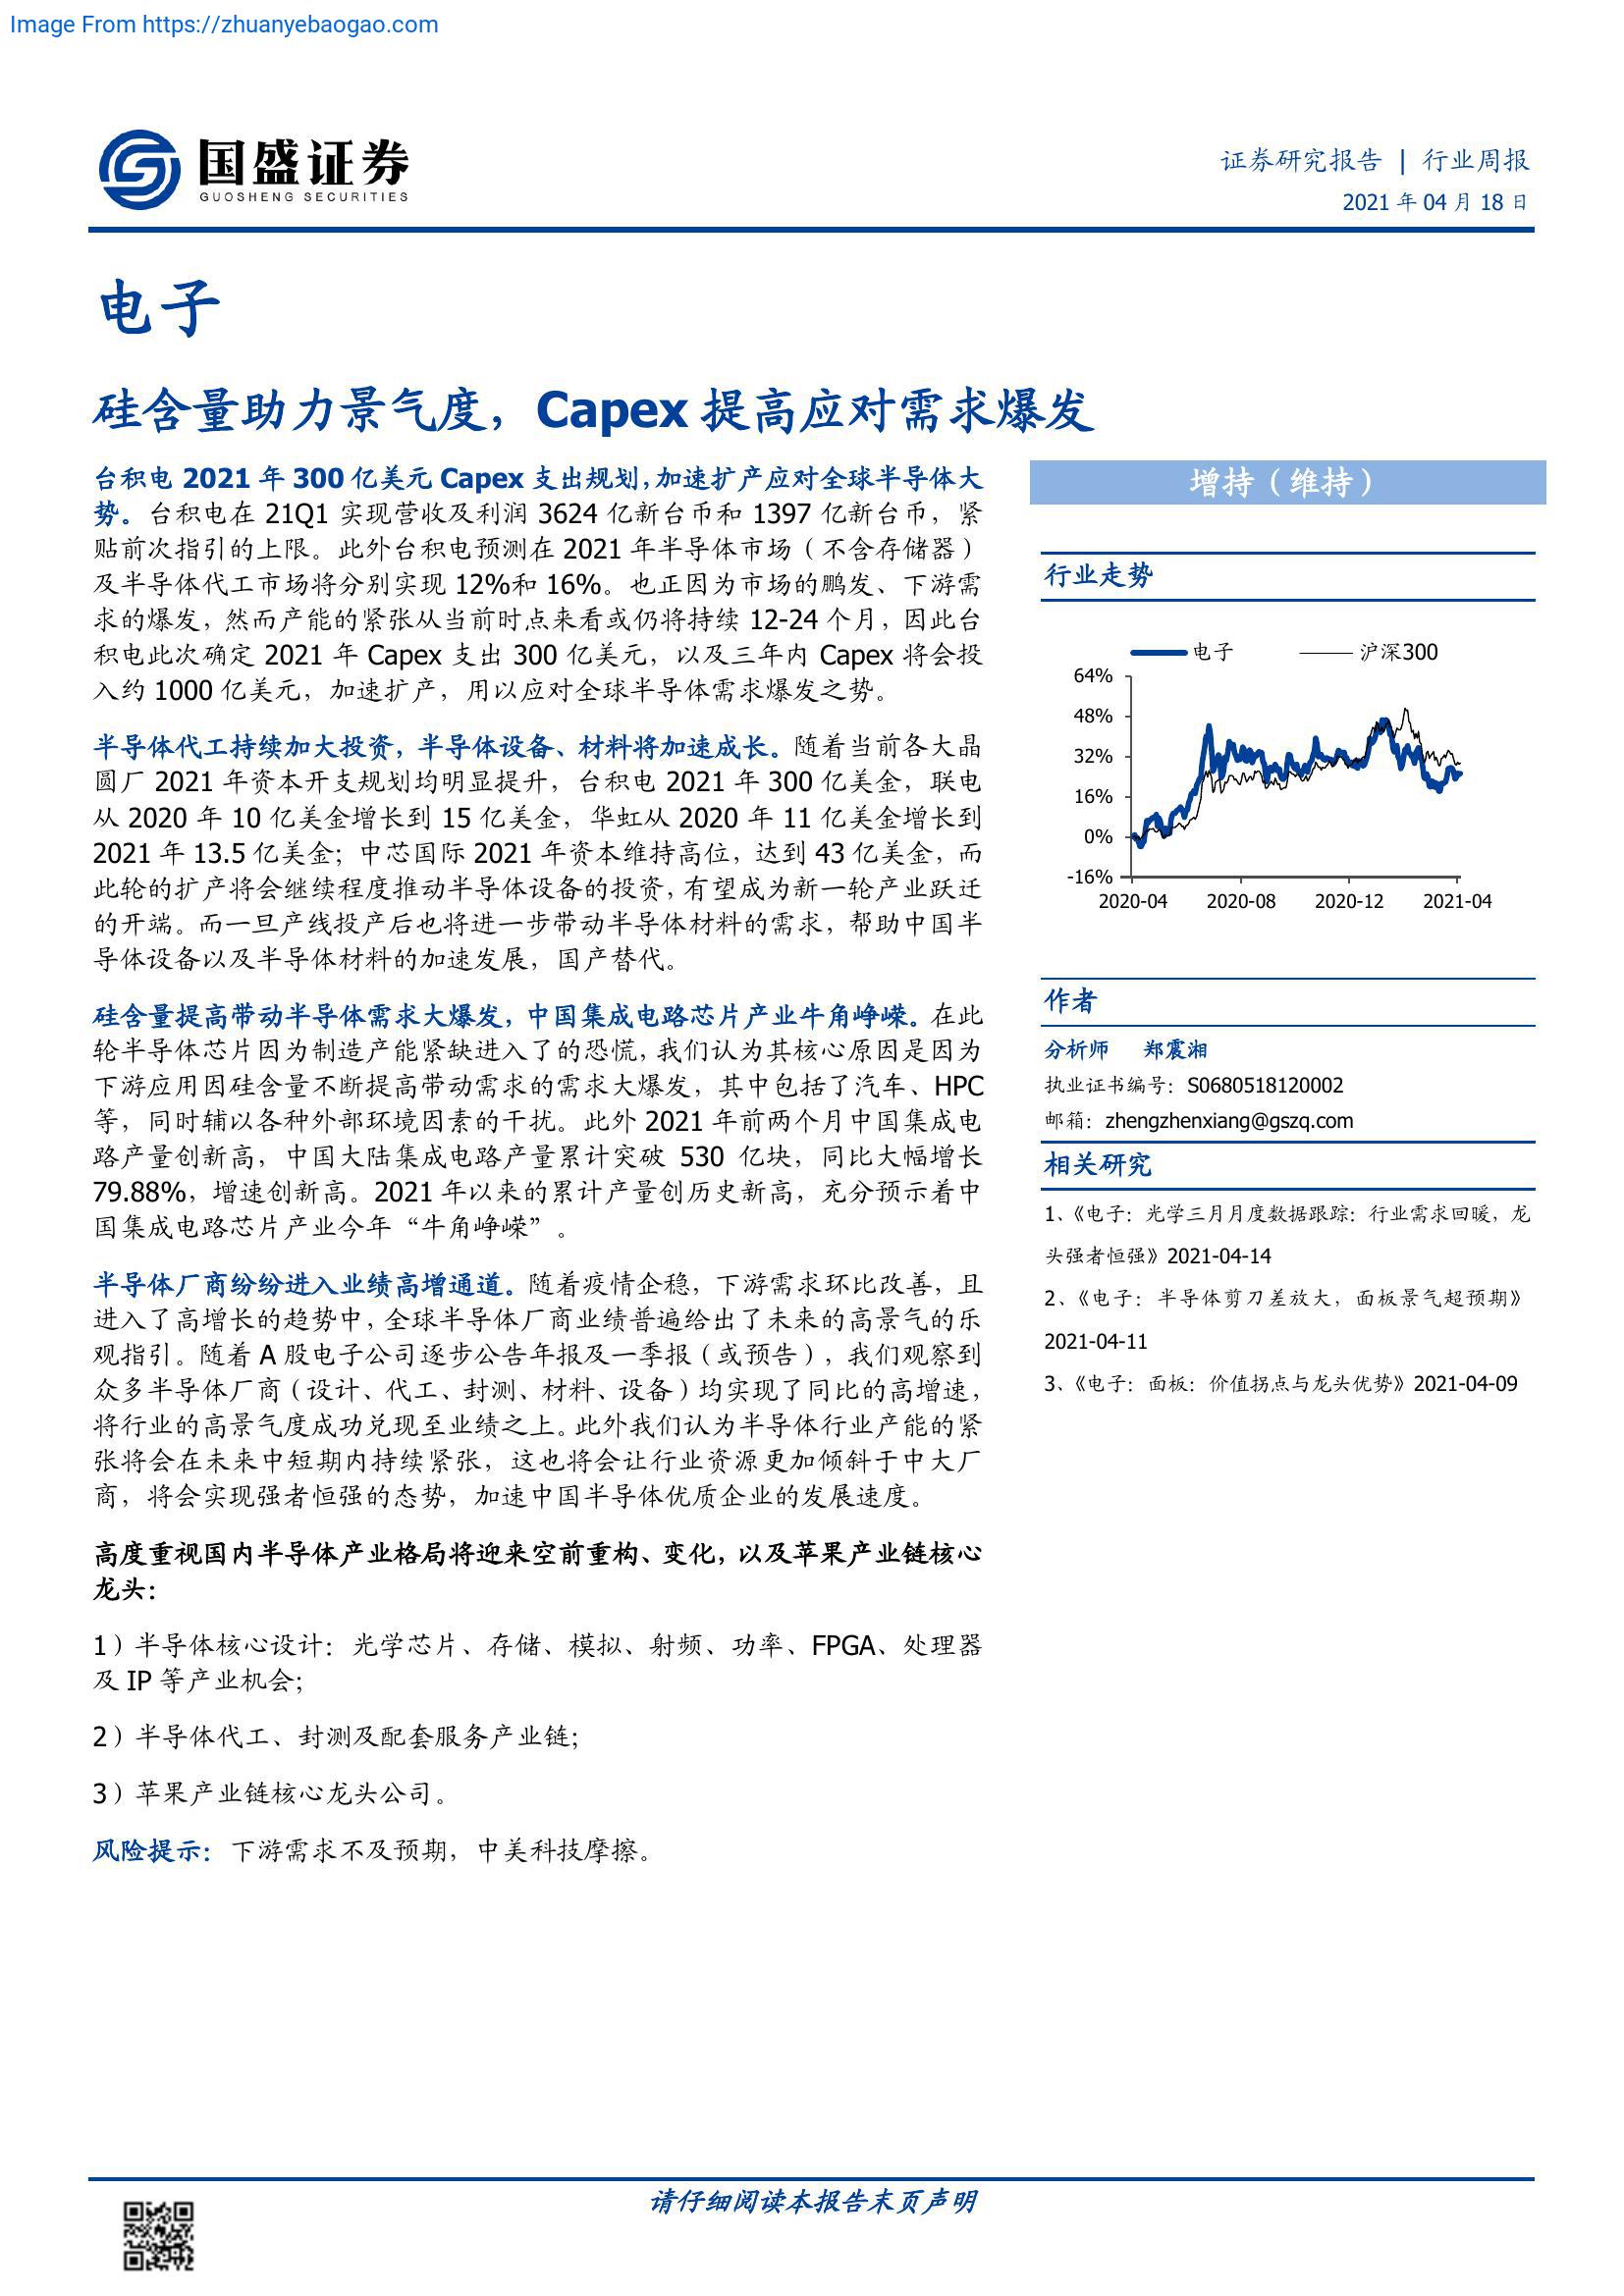 Image From https://zhuanyebaogao.com
国盛证券
GUOSHENG SECURITIES
证券研究报告 | 行业周报
2021 年 04 月 18 日
电子
硅含量助力景气度，Capex 提高应对需求爆发
台积电 2021 年 300 亿美元 Capex 支出规划，加速扩产应对全球半导体大
势。台积电在 21Q1 实现营收及利润 3624 亿新台币和 1397 亿新台币，紧
贴前次指引的上限。此外台积电预测在 2021 年半导体市场（不含存储器）
及半导体代工市场将分别实现 12%和 16%。也正因为市场的鹏发、下游需
求的爆发，然而产能的紧张从当前时点来看或仍将持续 12-24 个月，因此台
积电此次确定 2021 年 Capex 支出 300 亿美元，以及三年内 Capex 将会投
入约 1000 亿美元，加速扩产，用以应对全球半导体需求爆发之势。
半导体代工持续加大投资，半导体设备、材料将加速成长。随着当前各大晶
圆厂 2021 年资本开支规划均明显提升，台积电 2021 年 300 亿美金，联电
从 2020 年 10 亿美金增长到 15 亿美金，华虹从 2020 年 11 亿美金增长到
2021 年 13.5 亿美金；中芯国际 2021 年资本维持高位，达到 43 亿美金，而
此轮的扩产将会继续程度推动半导体设备的投资，有望成为新一轮产业跃迁
的开端。而一旦产线投产后也将进一步带动半导体材料的需求，帮助中国半
导体设备以及半导体材料的加速发展，国产替代。
硅含量提高带动半导体需求大爆发，中国集成电路芯片产业牛角峥嵘。在此
轮半导体芯片因为制造产能紧缺进入了的恐慌，我们认为其核心原因是因为
下游应用因硅含量不断提高带动需求的需求大爆发，其中包括了汽车、HPC
等，同时辅以各种外部环境因素的干扰。此外 2021 年前两个月中国集成电
路产量创新高，中国大陆集成电路产量累计突破 530 亿块，同比大幅增长
79.88%，增速创新高。2021 年以来的累计产量创历史新高，充分预示着中
国集成电路芯片产业今年“牛角峥嵘”。
半导体厂商纷纷进入业绩高增通道。随着疫情企稳，下游需求环比改善，且
进入了高增长的趋势中，全球半导体厂商业绩普遍给出了未来的高景气的乐
观指引。随着 A 股电子公司逐步公告年报及一季报（或预告），我们观察到
众多半导体厂商（设计、代工、封测、材料、设备）均实现了同比的高增速，
将行业的高景气度成功兑现至业绩之上。此外我们认为半导体行业产能的紧
张将会在未来中短期内持续紧张，这也将会让行业资源更加倾斜于中大厂
商，将会实现强者恒强的态势，加速中国半导体优质企业的发展速度。
高度重视国内半导体产业格局将迎来空前重构、变化，以及苹果产业链核心
龙头：
1）半导体核心设计：光学芯片、存储、模拟、射频、功率、FPGA、处理器
及 IP 等产业机会；
2）半导体代工、封测及配套服务产业链；
3）苹果产业链核心龙头公司。
风险提示：下游需求不及预期，中美科技摩擦。
增持（维持）
行业走势
电子 沪深300
64%
48%
32%
16%
0%
-16%
2020-04 2020-08 2020-12 2021-04
作者
分析师 郑震湘
执业证书编号：S0680518120002
邮箱：zhengzhenxiang@gszq.com
相关研究
1、《电子：光学三月月度数据跟踪：行业需求回暖，龙
头强者恒强》2021-04-14
2、《电子：半导体剪刀差放大，面板景气超预期》
2021-04-11
3、《电子：面板：价值拐点与龙头优势》2021-04-09
请仔细阅读本报告末页声明